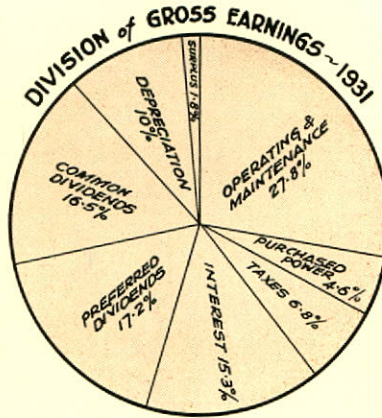 DIVISION of GROSS EARNINGS ~ 1931
SURPLUS 1.8%
OPERATING &
MAINTENANCE
27.8%
PURCHASED
POWER
4.6%
TAXES 6.8%
INTEREST 15.3%
PREFERRED
DIVIDENDS
17.2%
COMMON
DIVIDENDS
16.5%
DEPRECIATION
10%